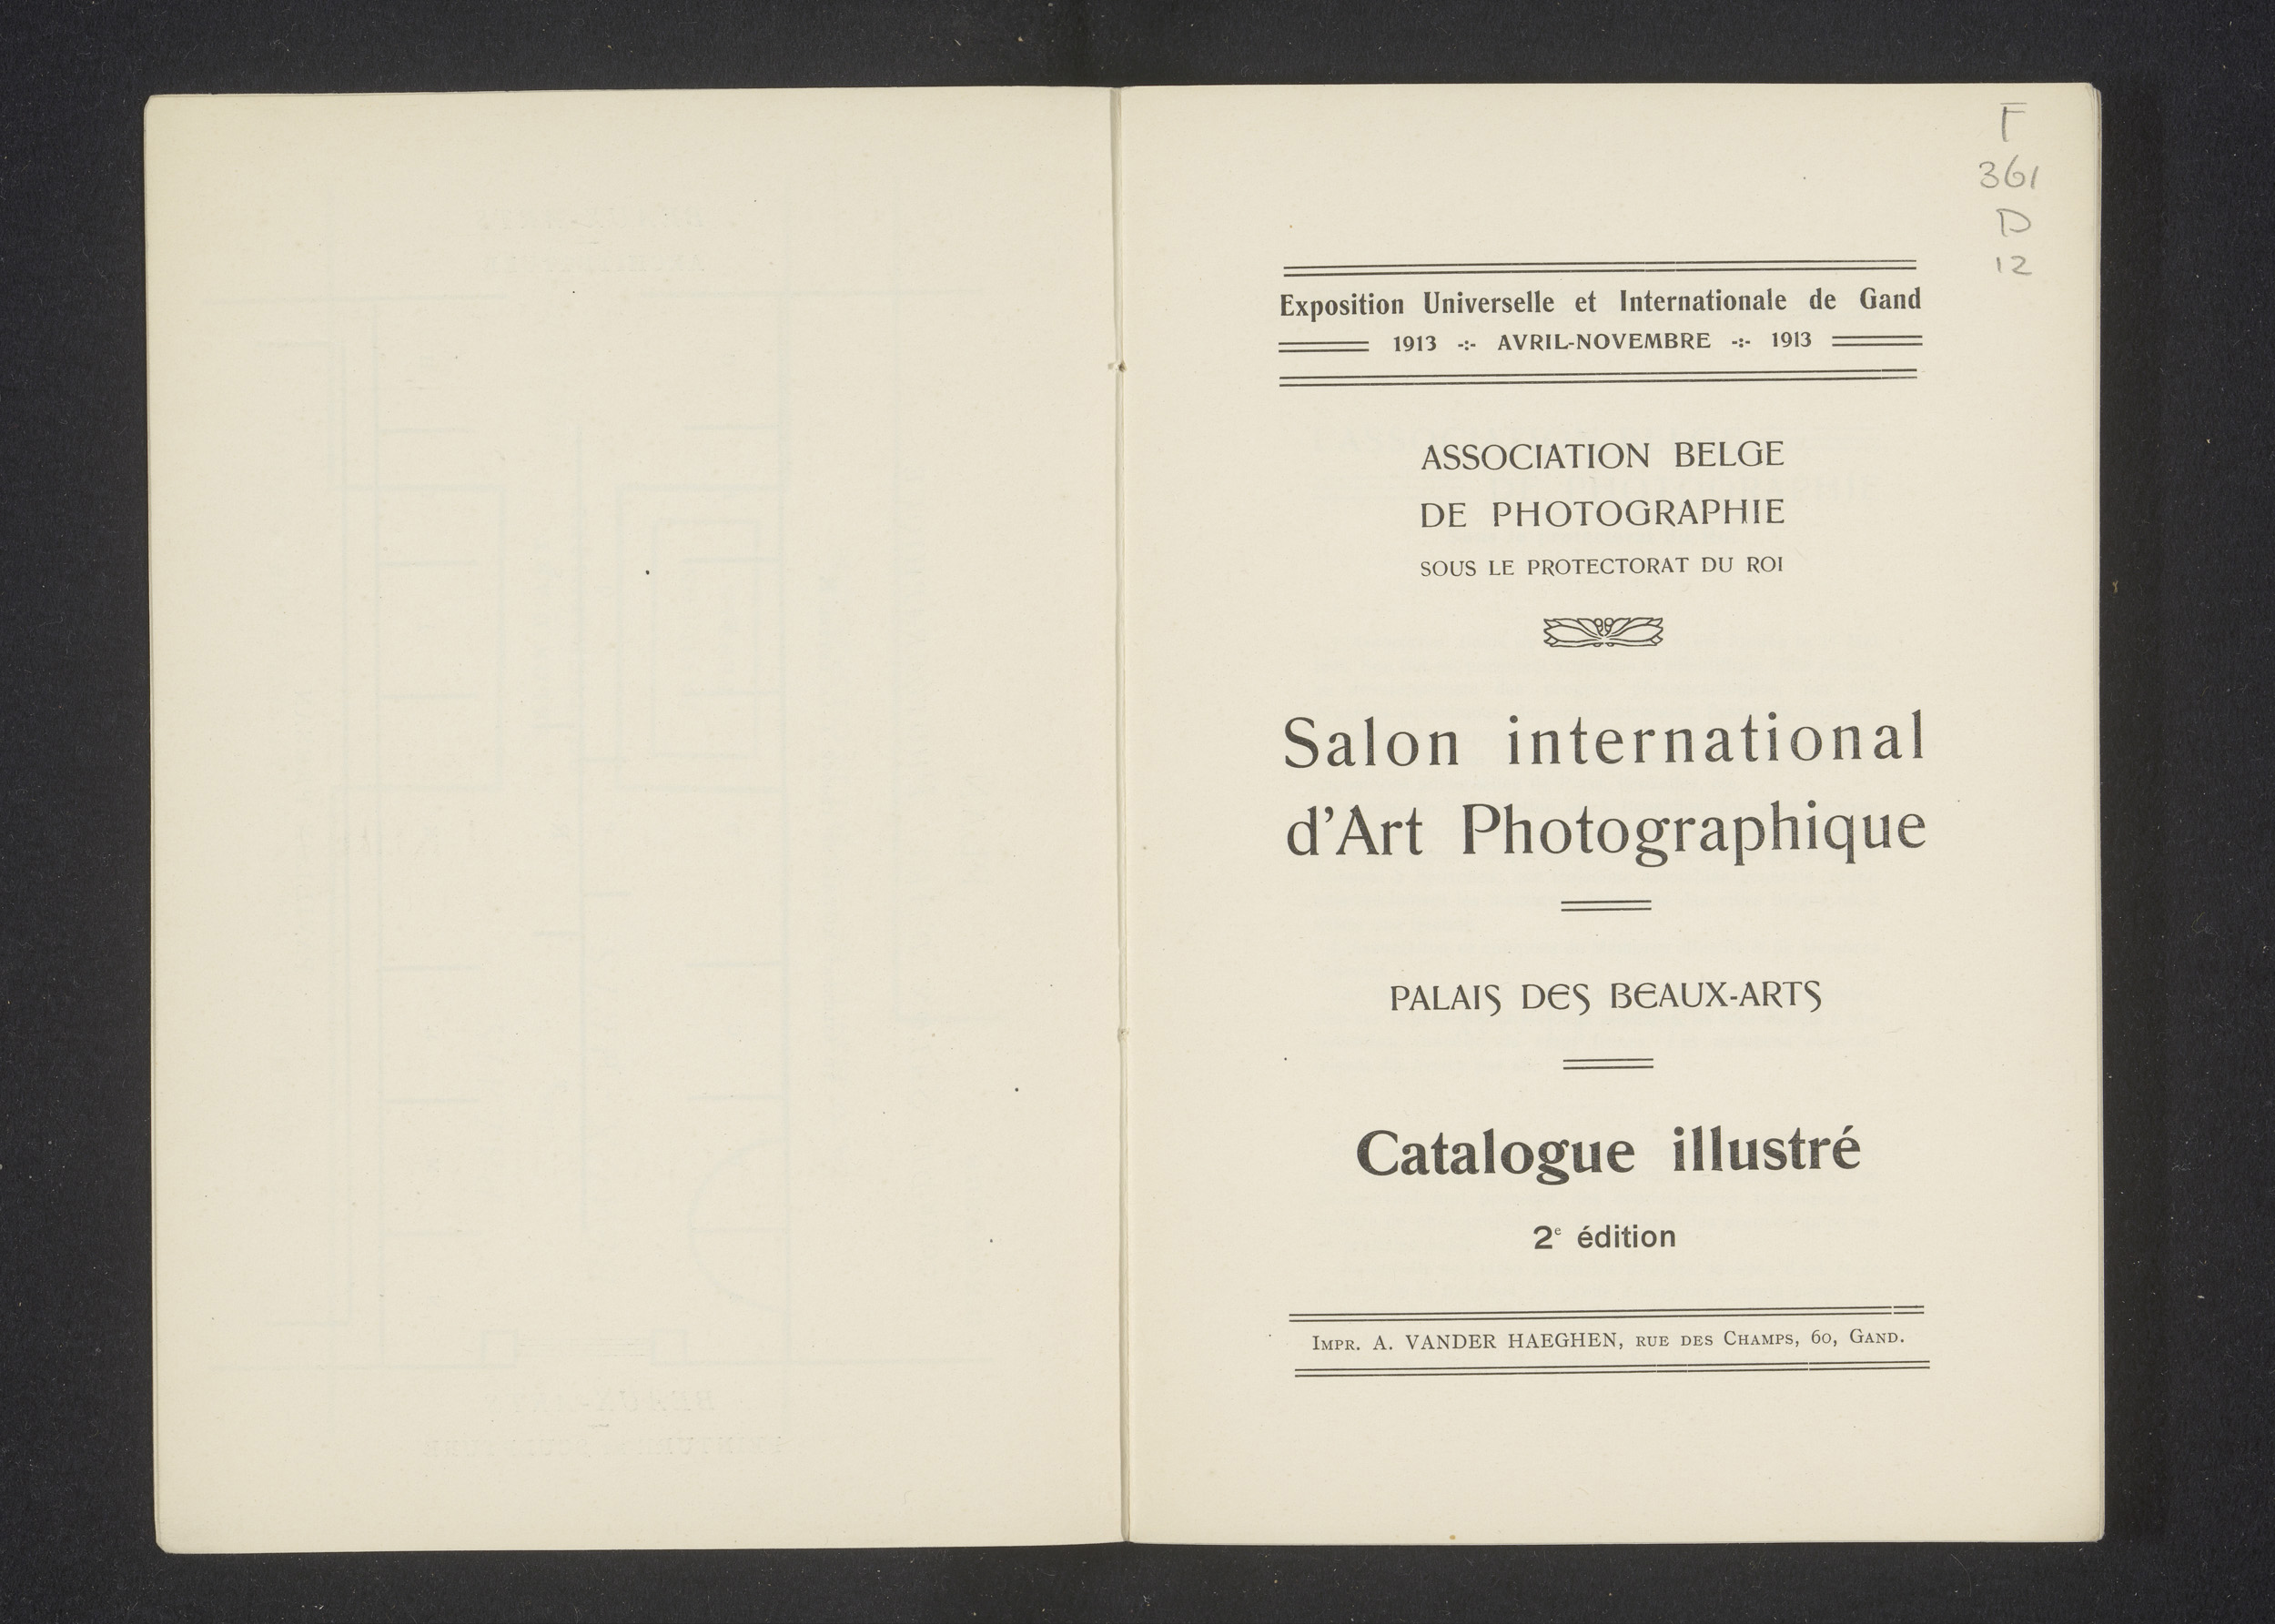 F
361
D
12
Exposition Universelle et Internationale de Gand
1913 -:- AVRIL-NOVEMBRE -:- 1913
ASSOCIATION BELGE
DE PHOTOGRAPHIE
SOUS LE PROTECTORAT DU ROI
Salon international
d'Art Photographique
PALAIS DES BEAUX-ARTS
Catalogue illustré
2e édition
IMPR. A. VANDER HAEGHEN, RUE DES CHAMPS, 60, GAND.